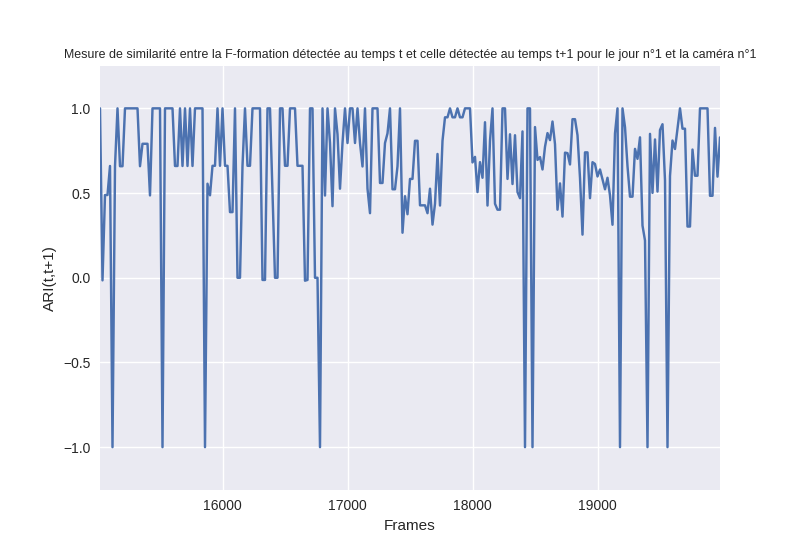 Mesure de similarité entre la F-formation détectée au temps t et celle détectée au temps t+1 pour le jour n°1 et la caméra n°1
1.0
0.5
0.0
−0.5
−1.0
ARI(t,t+1)
16000 17000 18000 19000
Frames